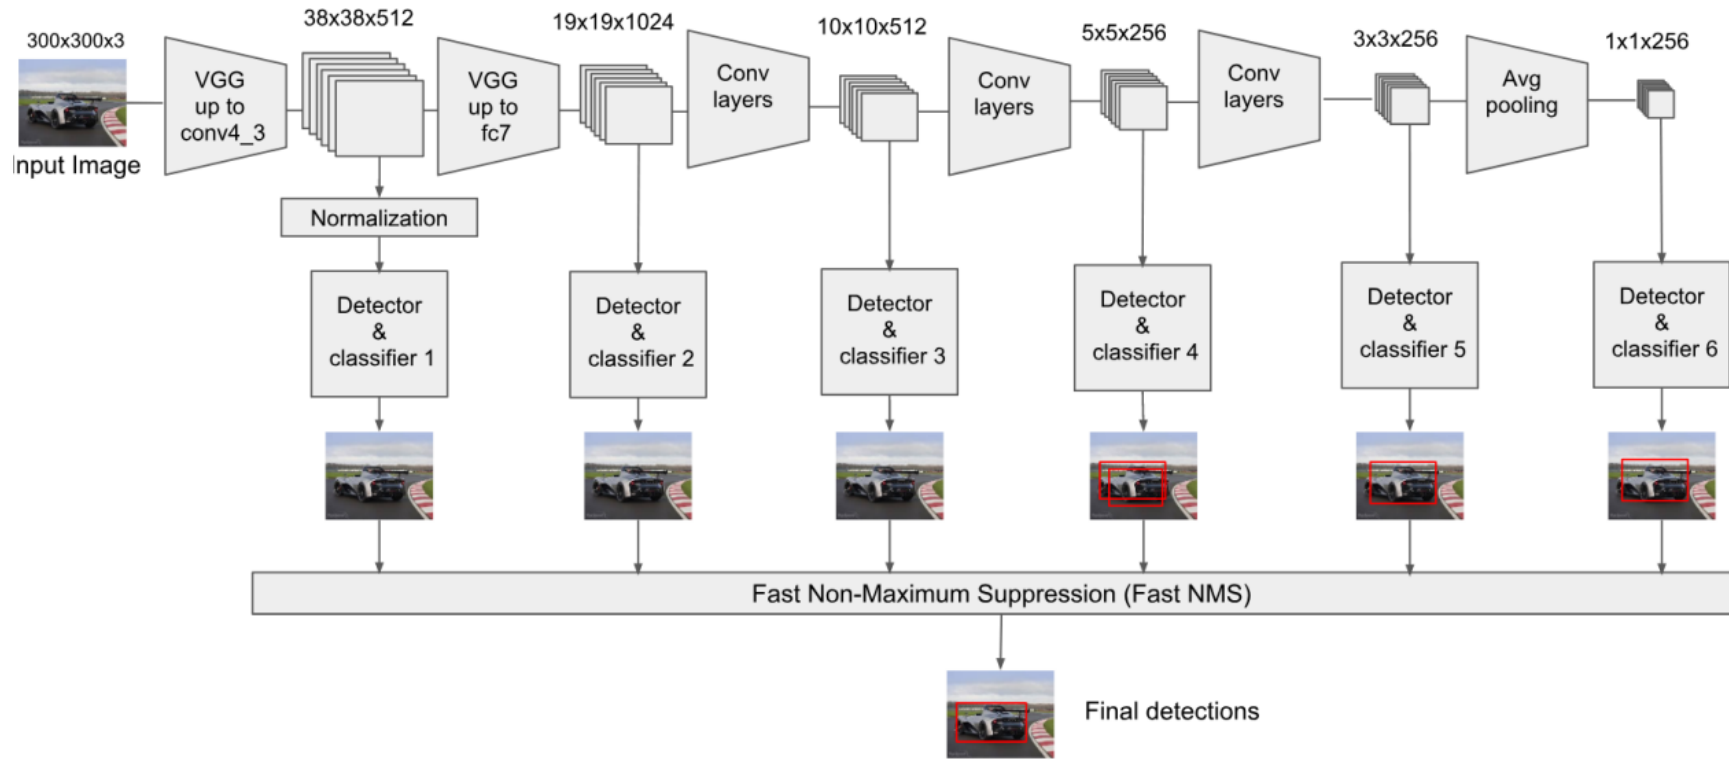 300x300x3
38x38x512
19x19x1024
10x10x512
5x5x256
3x3x256
1x1x256
VGG
up to
conv4_3
VGG
up to
fc7
Conv
layers
Conv
layers
Conv
layers
Avg
pooling
Input Image
Normalization
Detector
&
classifier 1
Detector
&
classifier 2
Detector
&
classifier 3
Detector
&
classifier 4
Detector
&
classifier 5
Detector
&
classifier 6
Fast Non-Maximum Suppression (Fast NMS)
Final detections